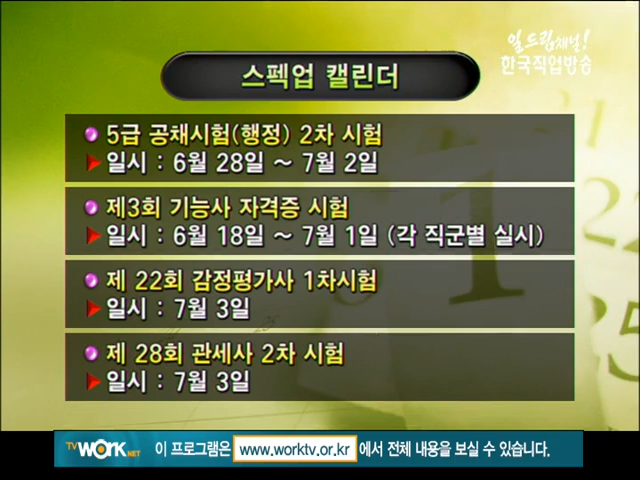 일 드림채널!
한국직업방송
스펙업 캘린더
5급 공채시험(행정) 2차 시험
일시 : 6월 28일 ~ 7월 2일
제3회 기능사 자격증 시험
일시 : 6월 18일 ~ 7월 1일 (각 직군별 실시)
제 22회 감정평가사 1차시험
일시 : 7월 3일
제 28회 관세사 2차 시험
일시 : 7월 3일
TV WORK NET 이 프로그램은 www.worktv.or.kr 에서 전체 내용을 보실 수 있습니다.